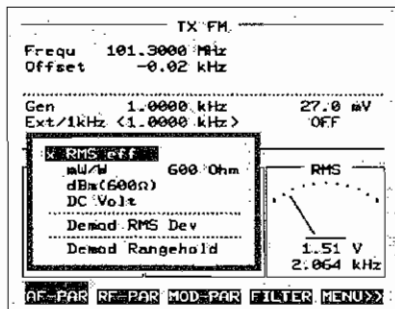 TX FM
Frequ 101.3000 MHz
Offset -0.02 kHz
Gen 1.0000 kHz 27.0 mV
Ext/1kHz <1.0000 kHz> OFF
x RMS eff
mW/W 600 Ohm
dBm(600Ω)
DC Volt
Demod RMS Dev
Demod Rangehold
RMS
1.51 V
2.064 kHz
AF-PAR RF-PAR MOD-PAR FILTER MENU>>